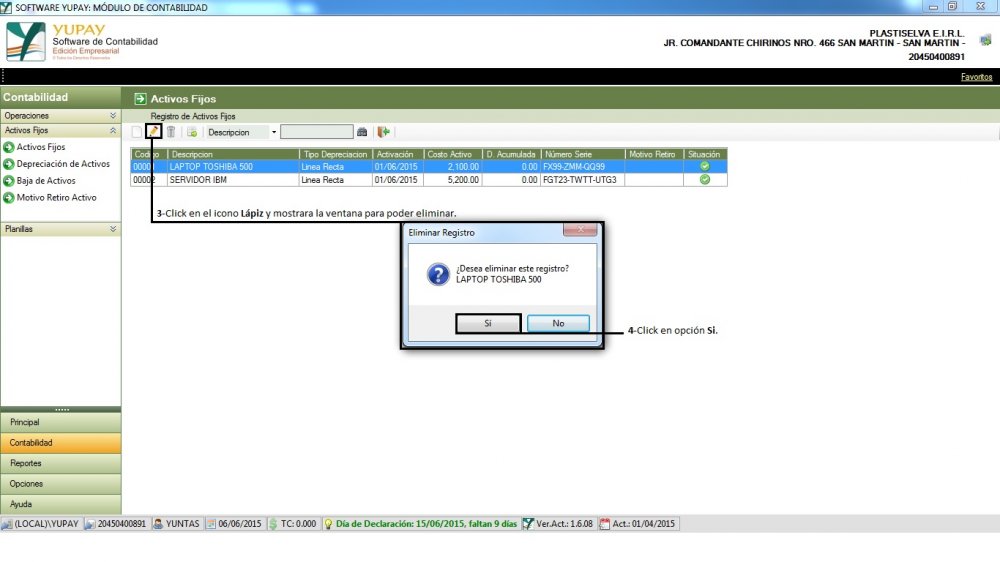 SOFTWARE YUPAY: MÓDULO DE CONTABILIDAD
YUPAY
Software de Contabilidad
Edición Empresarial
PLASTISELVA E.I.R.L.
JR. COMANDANTE CHIRINOS NRO. 466 SAN MARTIN - SAN MARTIN -
20450400891
Favoritos
Contabilidad
Operaciones
Activos Fijos
Activos Fijos
Depreciación de Activos
Baja de Activos
Motivo Retiro Activo
Planillas
Activos Fijos
Registro de Activos Fijos
Descripcion
Codigo Descripcion Tipo Depreciacion Activación Costo Activo D. Acumulada Número Serie Motivo Retiro Situación
00001 LAPTOP TOSHIBA 500 Linea Recta 01/06/2015 2,100.00 0.00 FX99-ZMM-GQ99
00002 SERVIDOR IBM Linea Recta 01/06/2015 5,200.00 0.00 FGT23-TWTT-UTG3
3-Click en el icono Lápiz y mostrara la ventana para poder eliminar.
Eliminar Registro
¿Desea eliminar este registro?
LAPTOP TOSHIBA 500
Sí No
4-Click en opción Si.
Principal
Contabilidad
Reportes
Opciones
Ayuda
(LOCAL)\YUPAY 20450400891 YUNTAS 06/06/2015 TC: 0.000 Día de Declaración: 15/06/2015, faltan 9 días Ver.Act.: 1.6.08 Act.: 01/04/2015